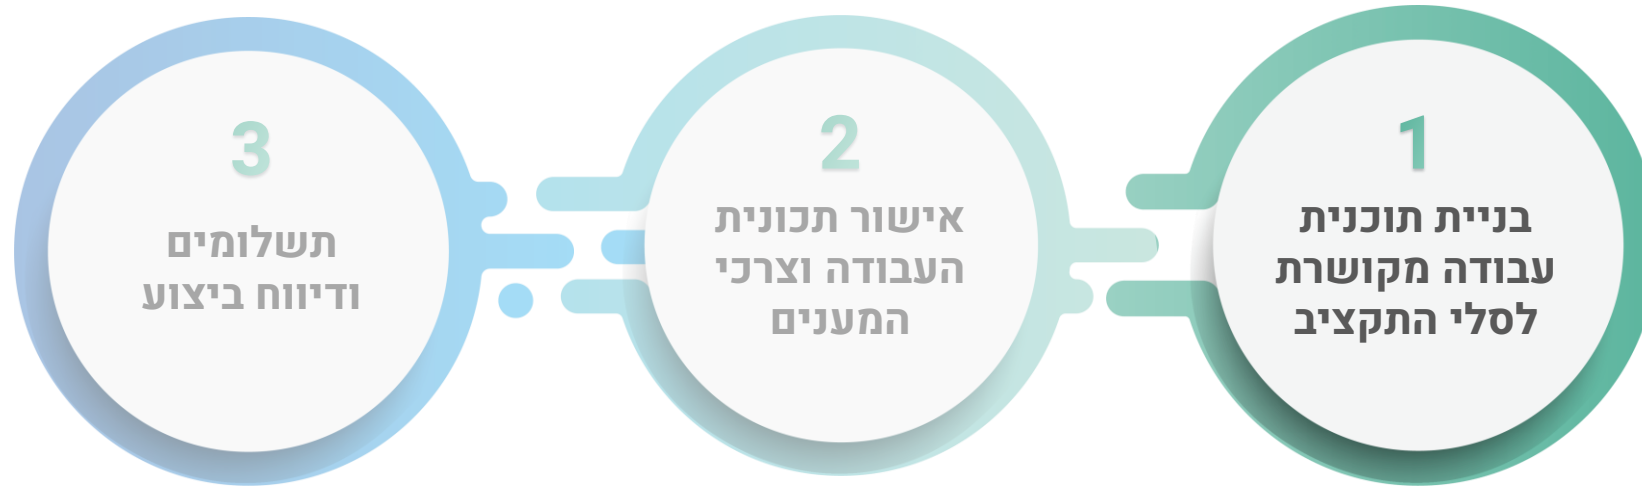 1
בניית תוכנית
עבודה מקושרת
לסלי התקציב
2
אישור תכונית
העבודה וצרכי
המענים
3
תשלומים
ודיווח ביצוע